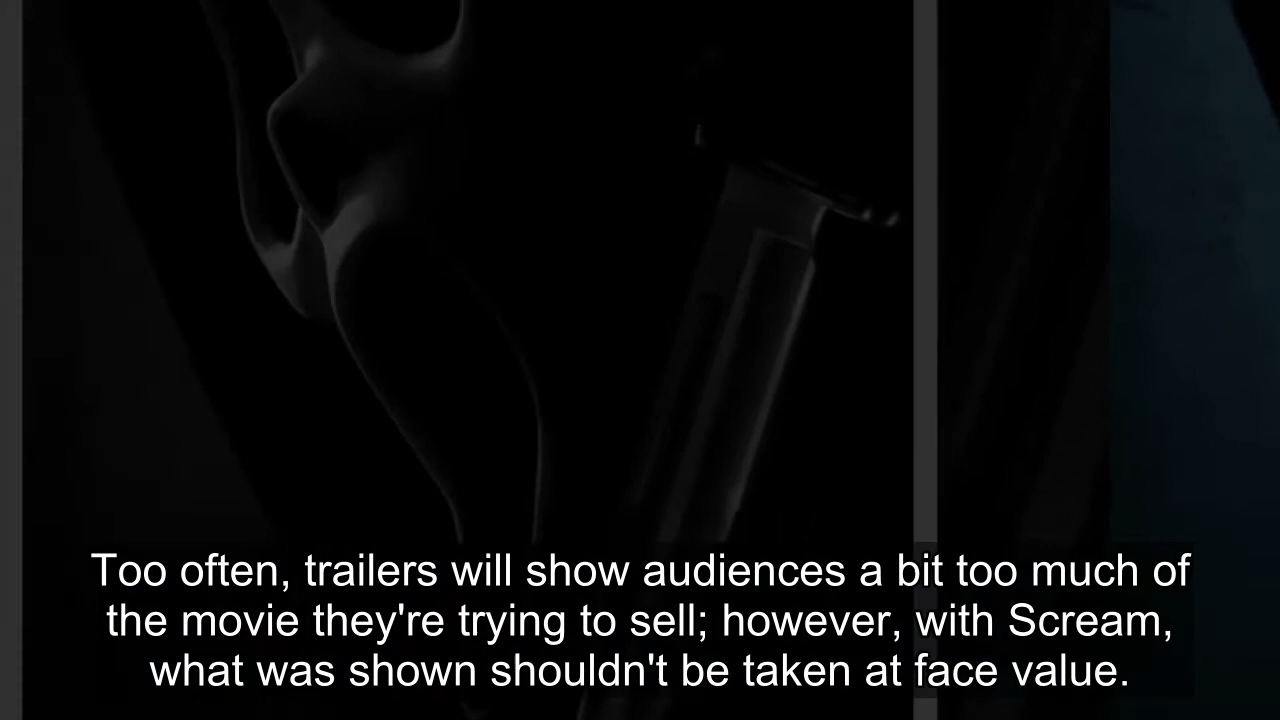 Too often, trailers will show audiences a bit too much of
the movie they're trying to sell; however, with Scream,
what was shown shouldn't be taken at face value.